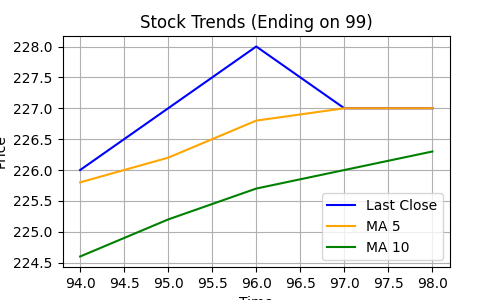 Stock Trends (Ending on 99)
228.0
227.5
227.0
226.5
226.0
225.5
225.0
224.5
Price
Last Close
MA 5
MA 10
94.0 94.5 95.0 95.5 96.0 96.5 97.0 97.5 98.0
Time